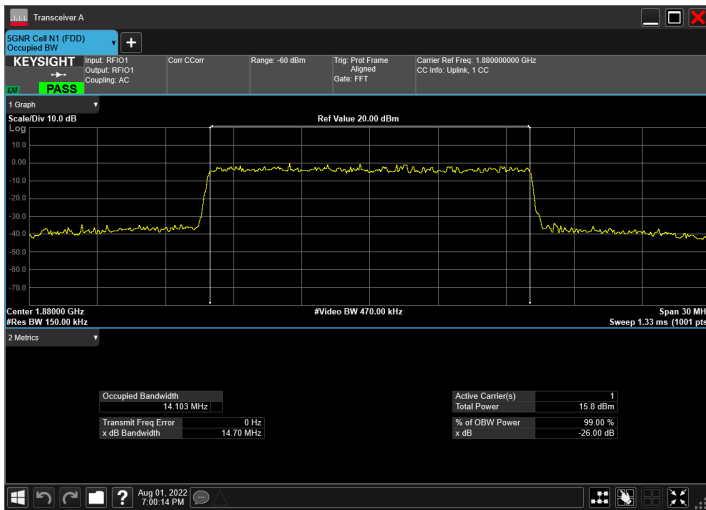 Transceiver A
5GNR Cell N1 (FDD)
Occupied BW
KEYSIGHT
LXI
PASS
Input: RFIO1
Output: RFIO1
Coupling: AC
Corr CCorr
Range: -60 dBm
Trig: Prot Frame
Aligned
Gate: FFT
Carrier Ref Freq: 1.880000000 GHz
CC Info: Uplink, 1 CC
1 Graph
Scale/Div 10.0 dB
Ref Value 20.00 dBm
Log
10.0
0.00
-10.0
-20.0
-30.0
-40.0
-50.0
-60.0
-70.0
Center 1.88000 GHz
#Video BW 470.00 kHz
Span 30 MH
#Res BW 150.00 kHz
Sweep 1.33 ms (1001 pts
2 Metrics
Occupied Bandwidth
14.103 MHz
Transmit Freq Error 0 Hz
x dB Bandwidth 14.70 MHz
Active Carrier(s) 1
Total Power 15.8 dBm
% of OBW Power 99.00 %
x dB -26.00 dB
?
Aug 01, 2022
7:00:14 PM